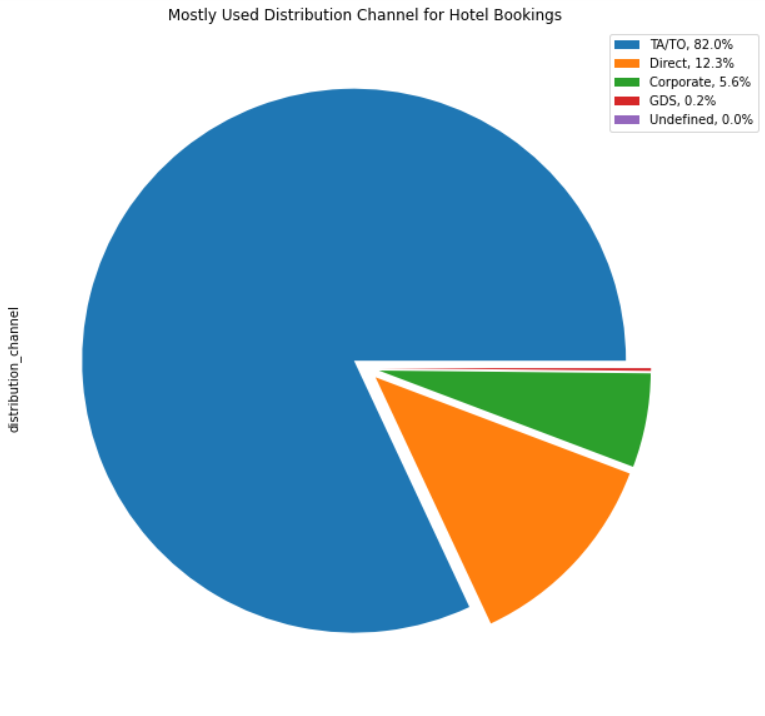 Mostly Used Distribution Channel for Hotel Bookings
TA/TO, 82.0%
Direct, 12.3%
Corporate, 5.6%
GDS, 0.2%
Undefined, 0.0%
distribution_channel